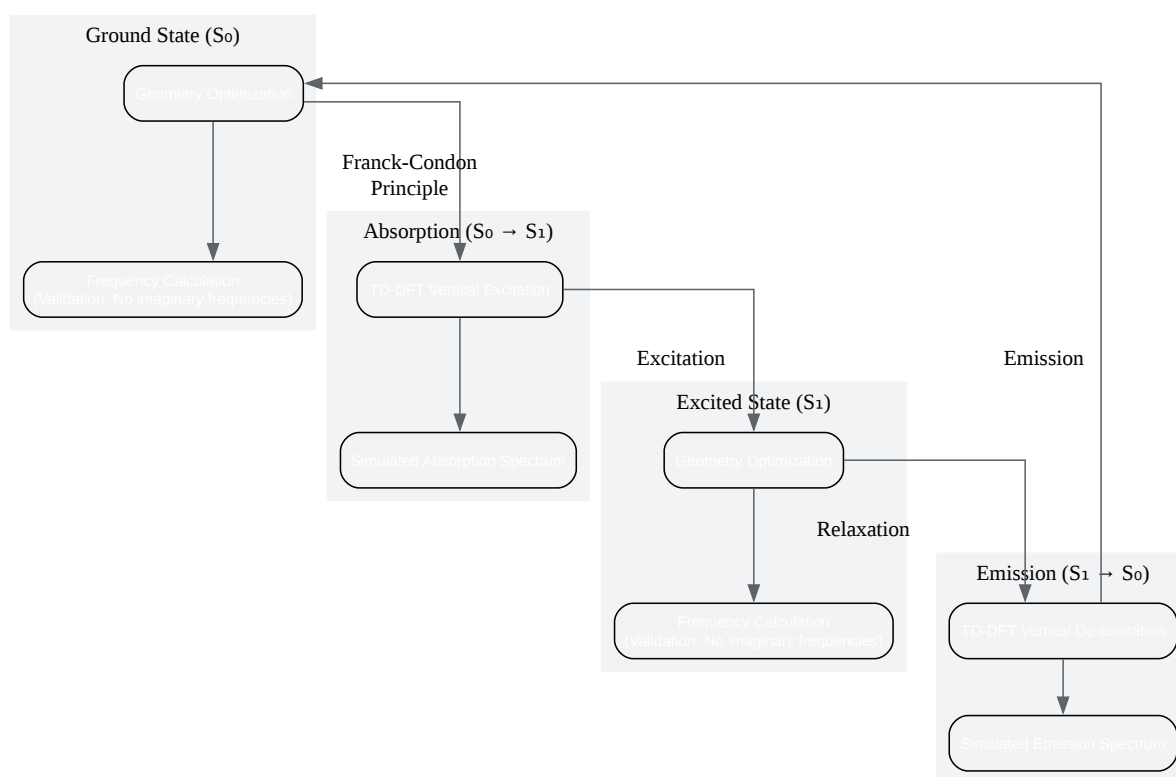 Ground State (S₀)
Geometry Optimization
Franck-Condon
Principle
Absorption (S₀ → S₁)
Frequency Calculation
(Validation: No imaginary frequencies)
TD-DFT Vertical Excitation
Excitation
Emission
Excited State (S₁)
Simulated Absorption Spectrum
Geometry Optimization
Relaxation
Emission (S₁ → S₀)
Frequency Calculation
(Validation: No imaginary frequencies)
TD-DFT Vertical De-excitation
Simulated Emission Spectrum